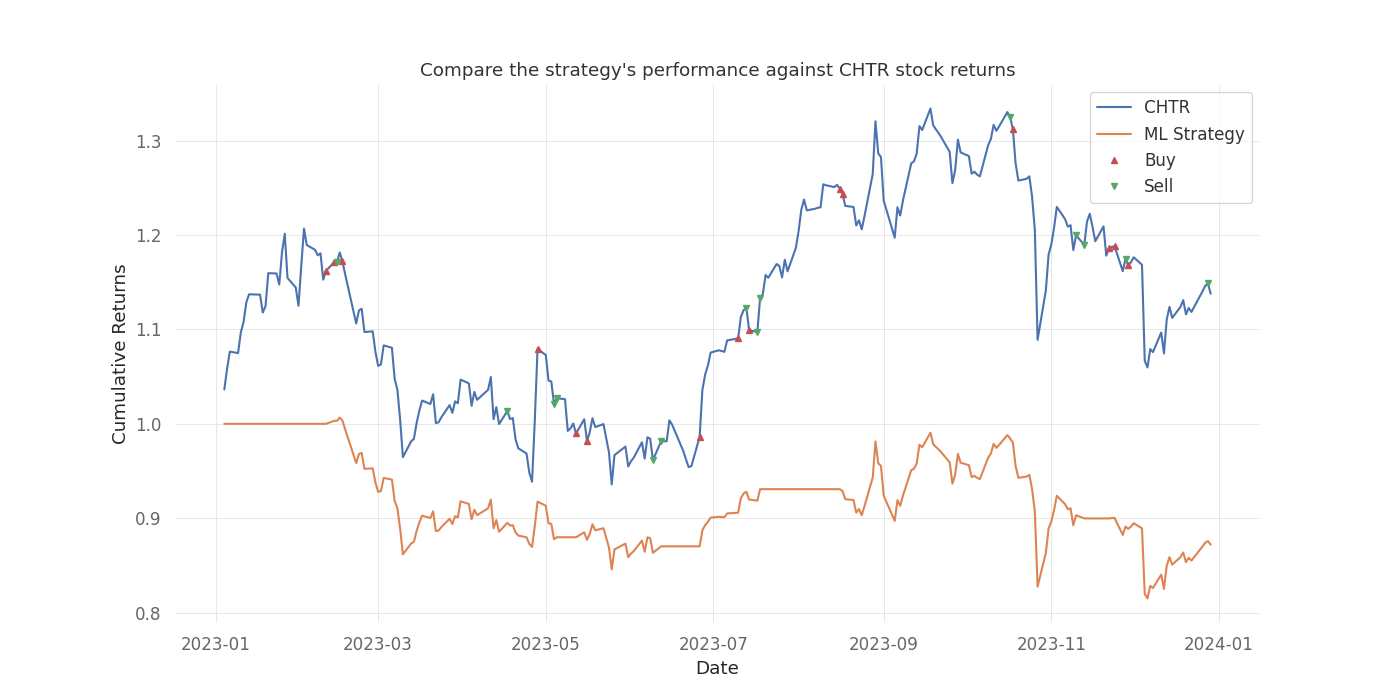 Compare the strategy's performance against CHTR stock returns
CHTR
ML Strategy
Buy
Sell
Cumulative Returns
1.3
1.2
1.1
1.0
0.9
0.8
2023-01
2023-03
2023-05
2023-07
2023-09
2023-11
2024-01
Date